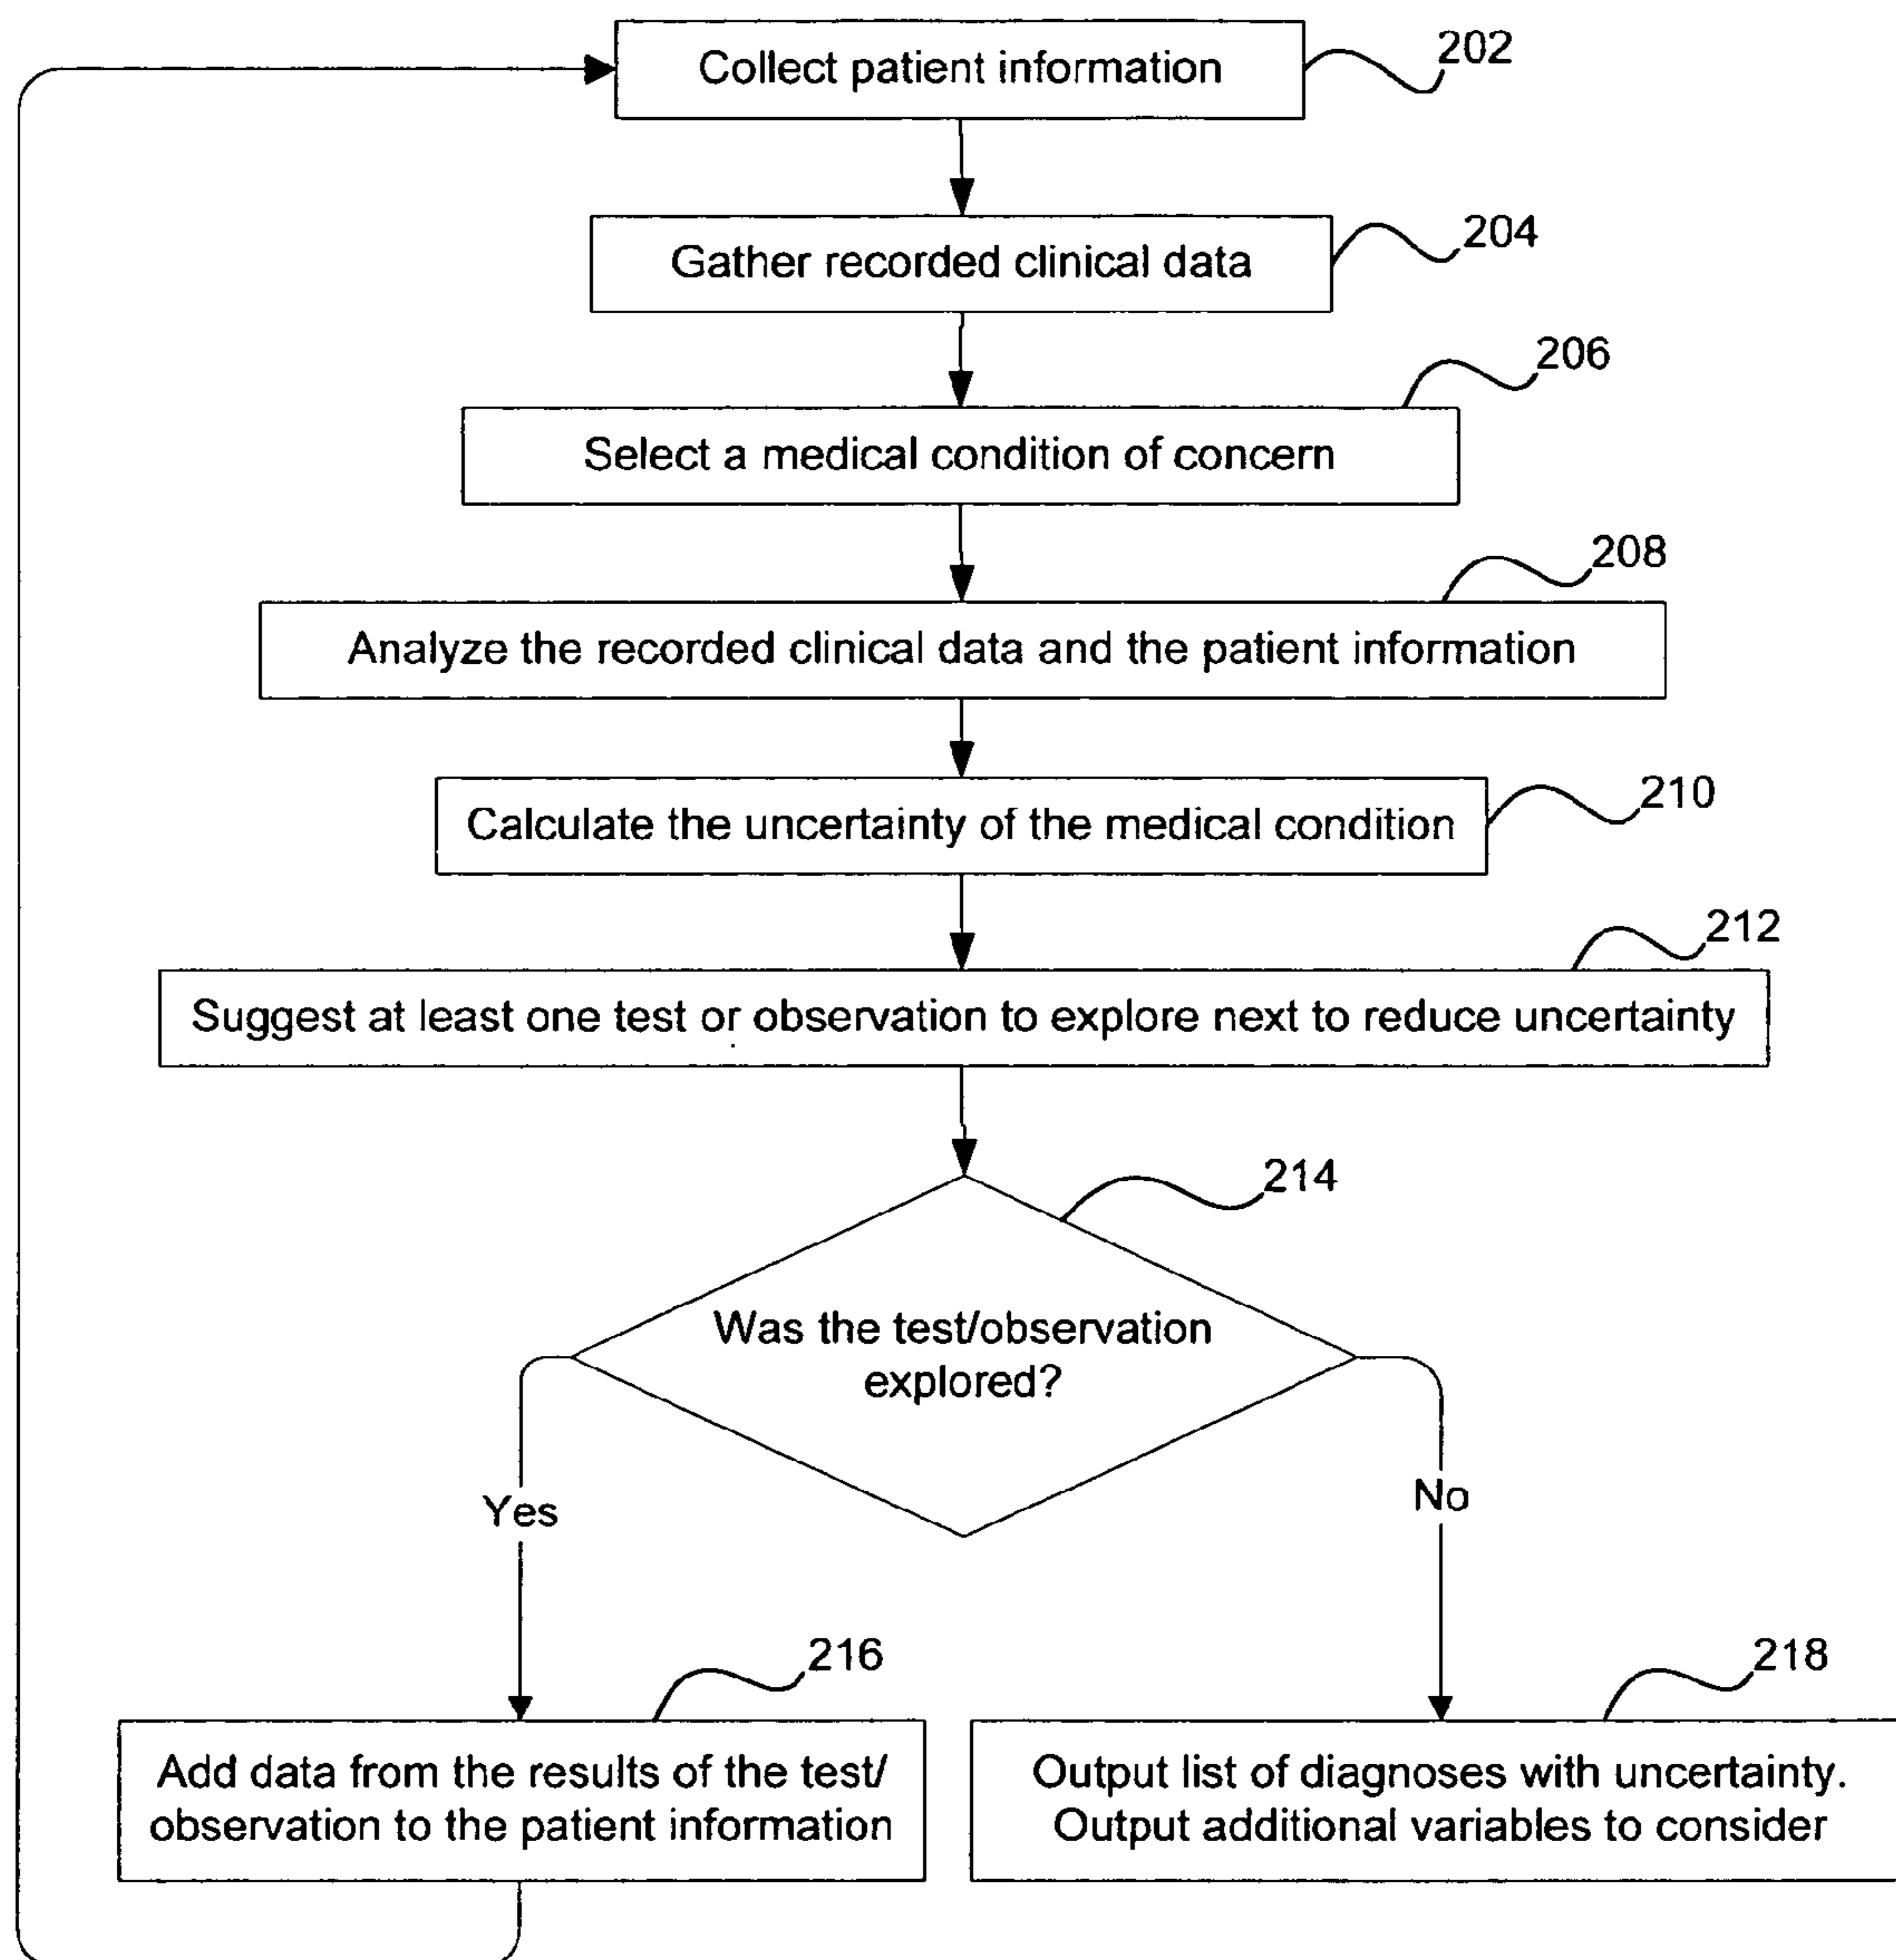 Collect patient information
202
Gather recorded clinical data
204
206
Select a medical condition of concern
208
Analyze the recorded clinical data and the patient information
210
Calculate the uncertainty of the medical condition
212
Suggest at least one test or observation to explore next to reduce uncertainty
214
Was the test/observation
explored?
Yes
No
216
218
Add data from the results of the test/
observation to the patient information
Output list of diagnoses with uncertainty.
Output additional variables to consider